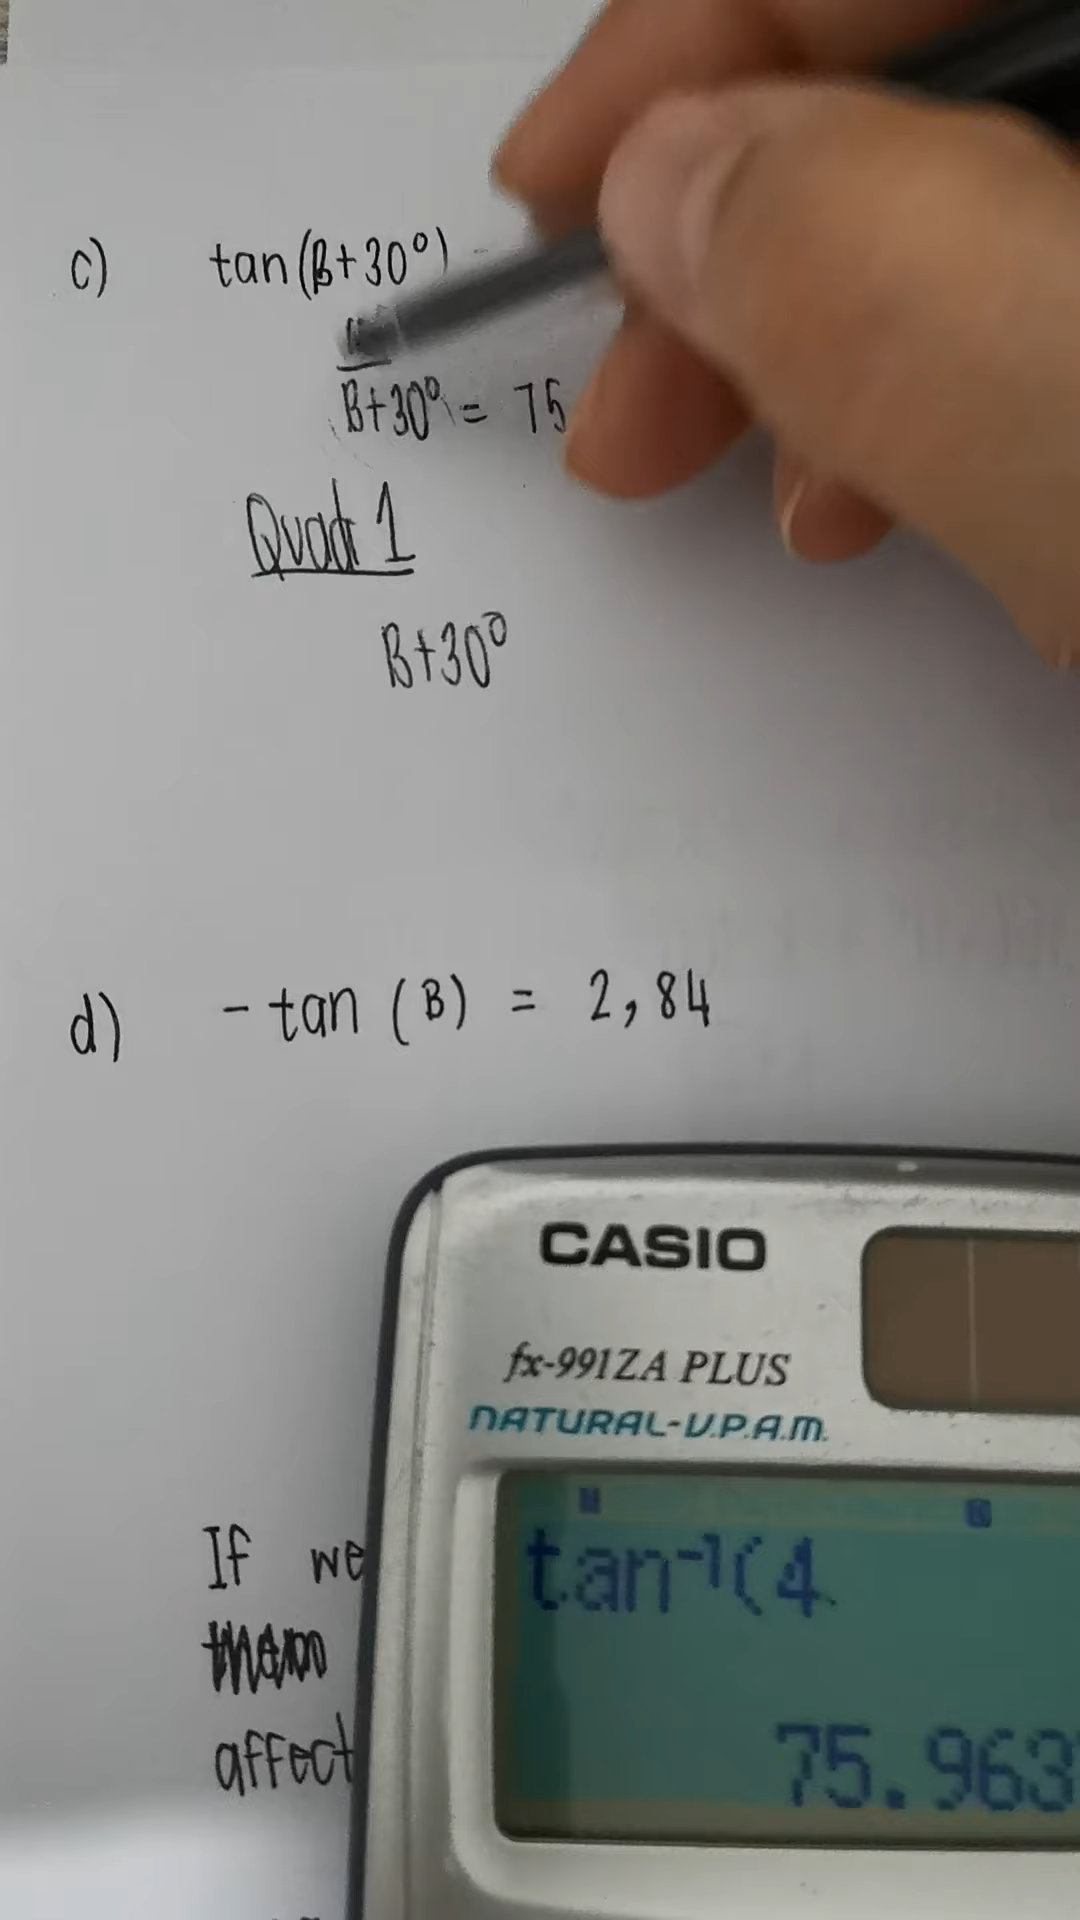 c) tan(B+30°)
B+30° = 75
Quadr 1
B+30°
d) -tan (B) = 2,84
CASIO
fx-991ZA PLUS
NATURAL-V.P.A.M.
If we
tan⁻¹(4
affect
75.963